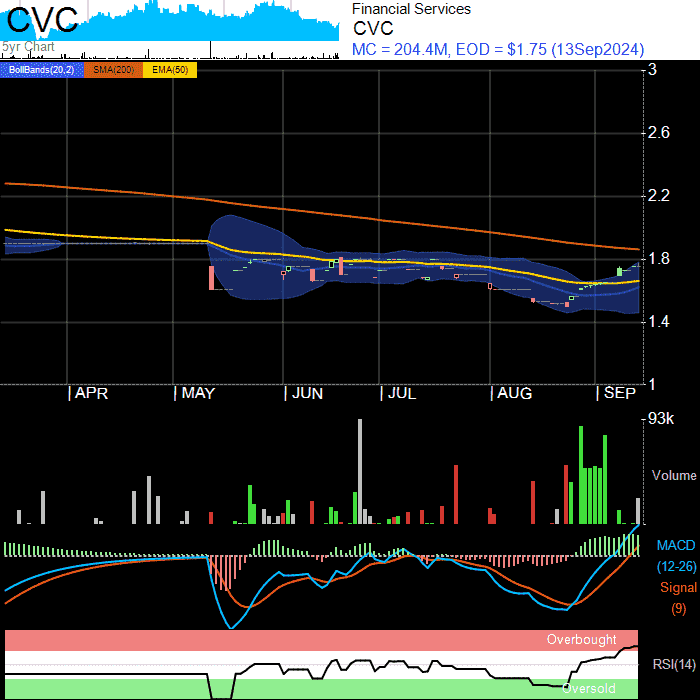 Financial Services
CVC
CVC
5yr Chart
MC = 204.4M, EOD = $1.75 (13Sep2024)
BollBands(20,2) SMA(200) EMA(50)
3
2.6
2.2
1.8
1.4
1
| APR | MAY | JUN | JUL | AUG | SEP
93k
Volume
MACD
(12-26)
Signal
(9)
Overbought
RSI(14)
Oversold